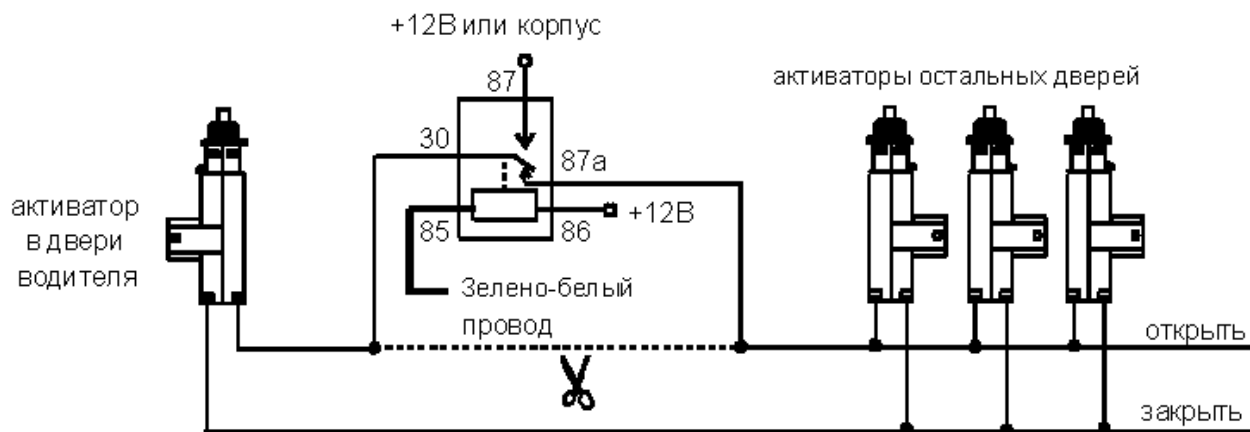 +12В или корпус
87
активаторы остальных дверей
30
87а
активатор
в двери
водителя
85
86
+12В
Зелено-белый
провод
открыть
закрыть